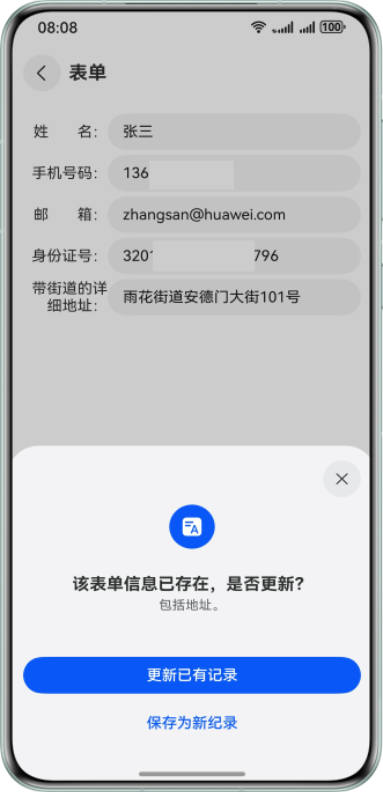 08:08
100
表单
姓 名： 张三
手机号码： 136
邮 箱： zhangsan@huawei.com
身份证号： 320 796
带街道的详
细地址： 雨花街道安德门大街101号
A
该表单信息已存在，是否更新？
包括地址。
更新已有记录
保存为新纪录